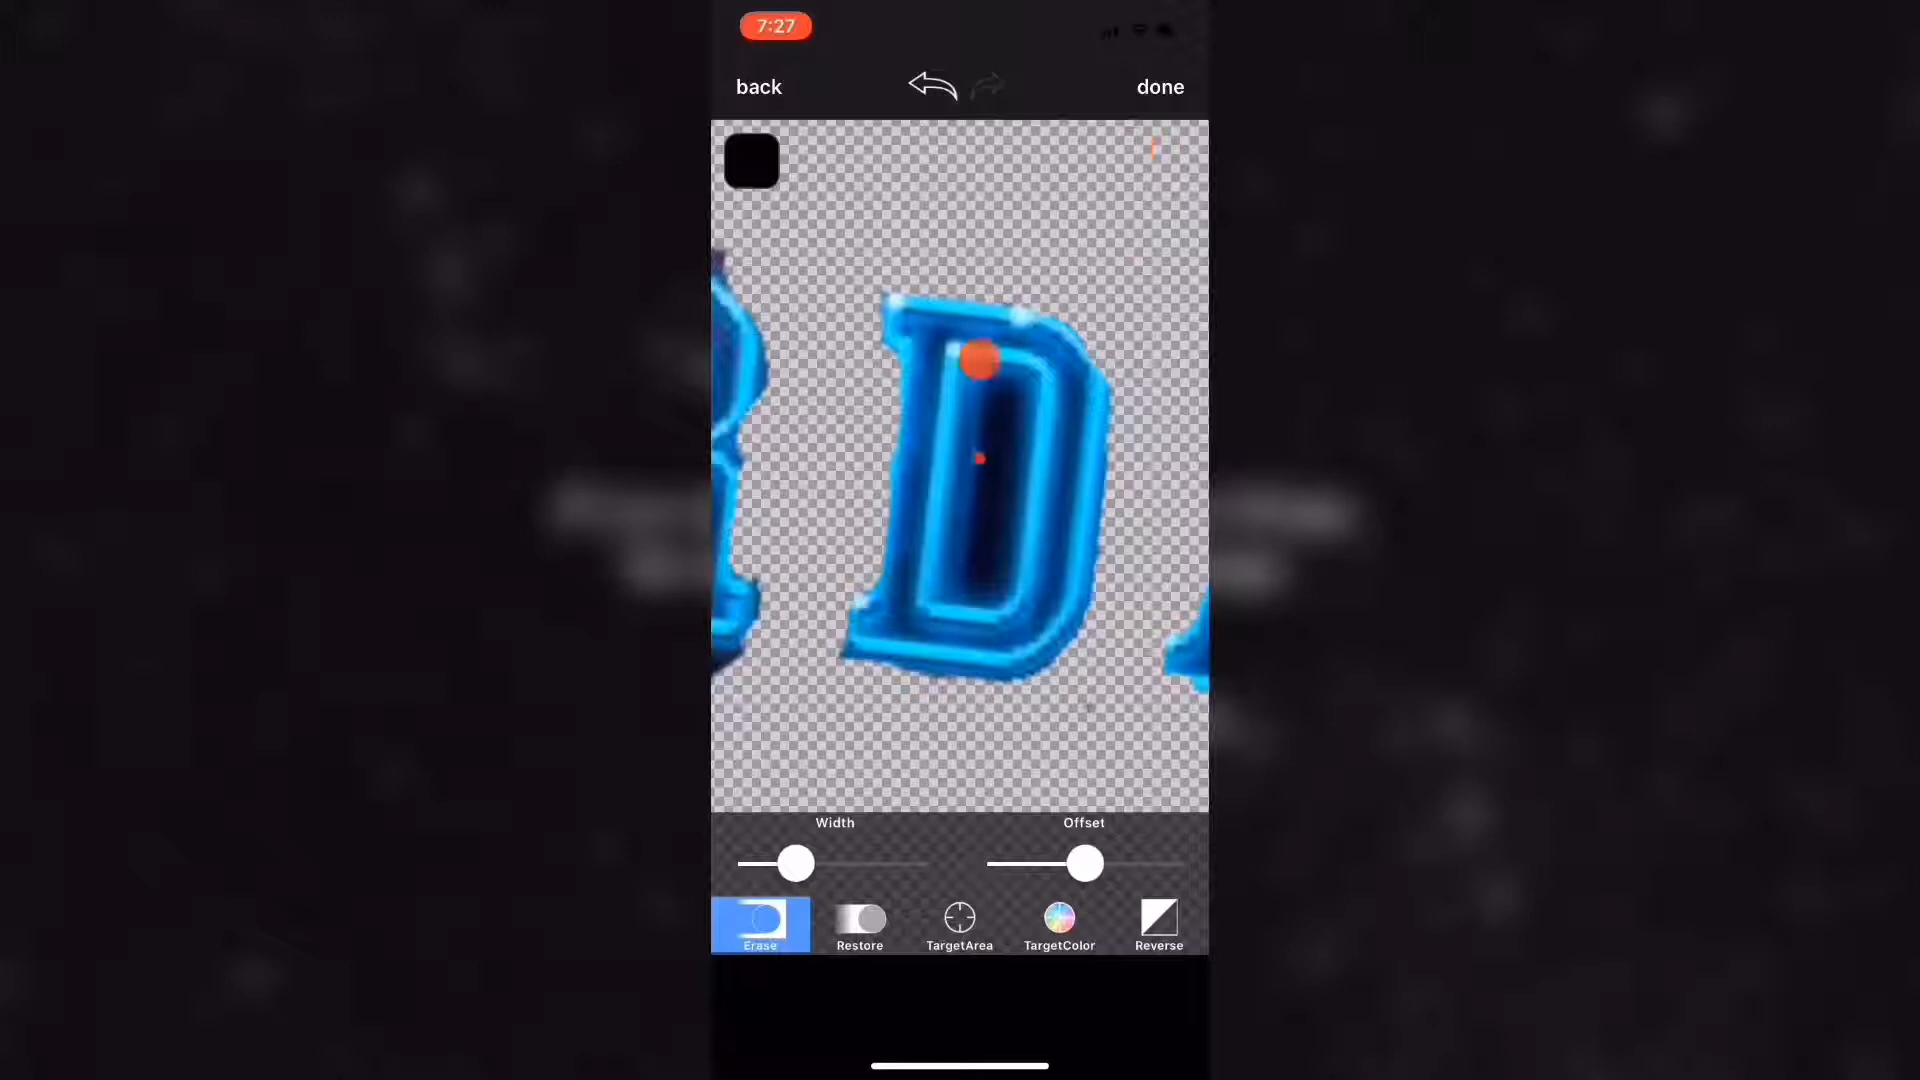 7:27
back
done
D
Width
Offset
Erase
Restore
TargetArea
TargetColor
Reverse